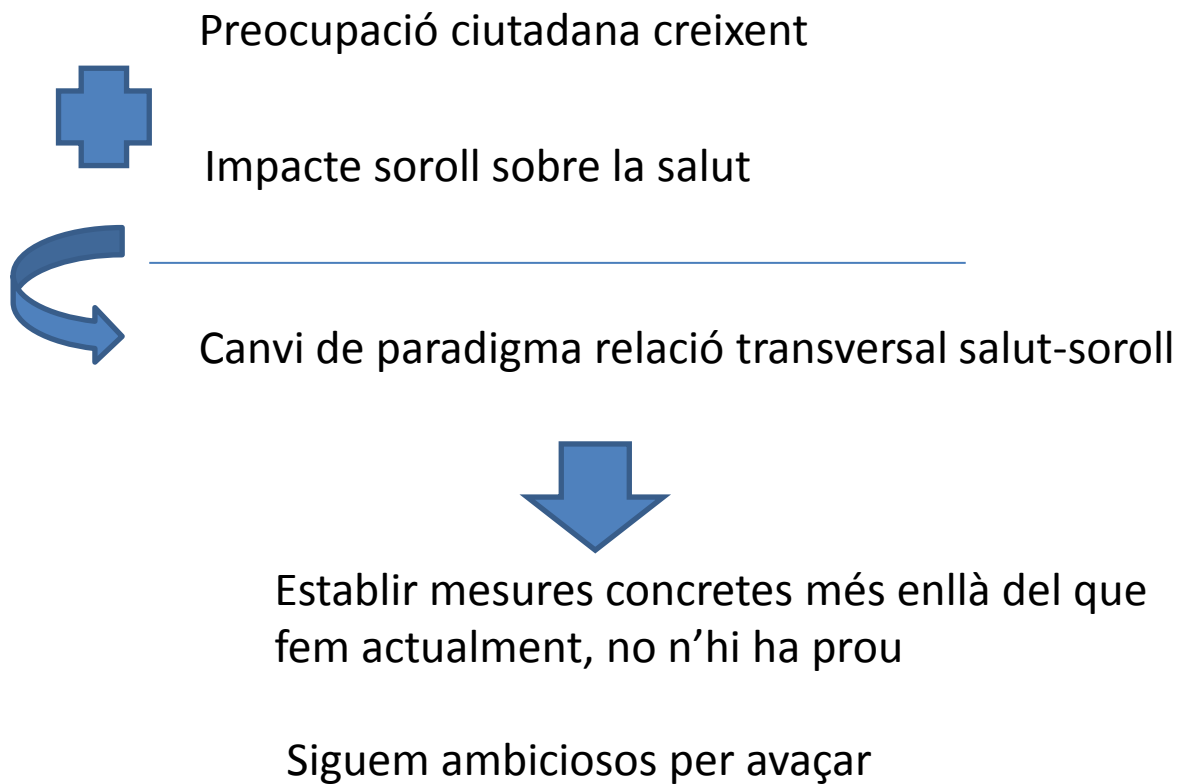 Preocupació ciutadana creixent
Impacte soroll sobre la salut
Canvi de paradigma relació transversal salut-soroll
Establir mesures concretes més enllà del que
fem actualment, no n’hi ha prou
Siguem ambiciosos per avaçar